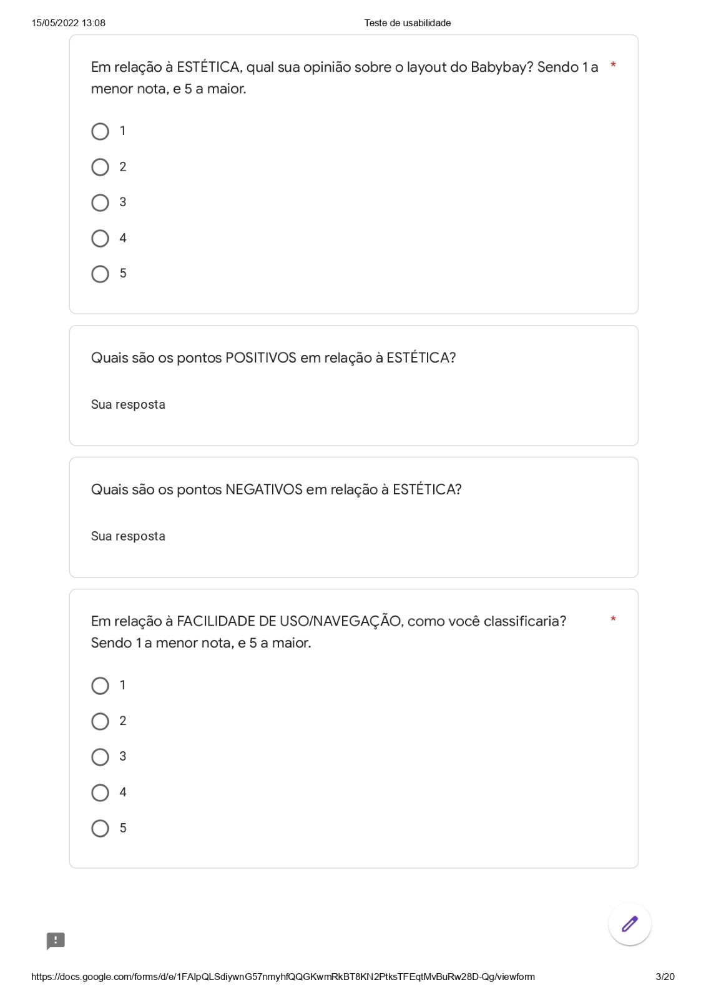 15/05/2022 13:08
Teste de usabilidade
Em relação à ESTÉTICA, qual sua opinião sobre o layout do Babybay? Sendo 1 a *
menor nota, e 5 a maior.
1
2
3
4
5
Quais são os pontos POSITIVOS em relação à ESTÉTICA?
Sua resposta
Quais são os pontos NEGATIVOS em relação à ESTÉTICA?
Sua resposta
Em relação à FACILIDADE DE USO/NAVEGAÇÃO, como você classificaria? *
Sendo 1 a menor nota, e 5 a maior.
1
2
3
4
5
https://docs.google.com/forms/d/e/1FAIpQLSdiywnG57nmyhfQQGKwmRkBT8KN2PtksTFEqtMvBuRw28D-Qg/viewform
3/20